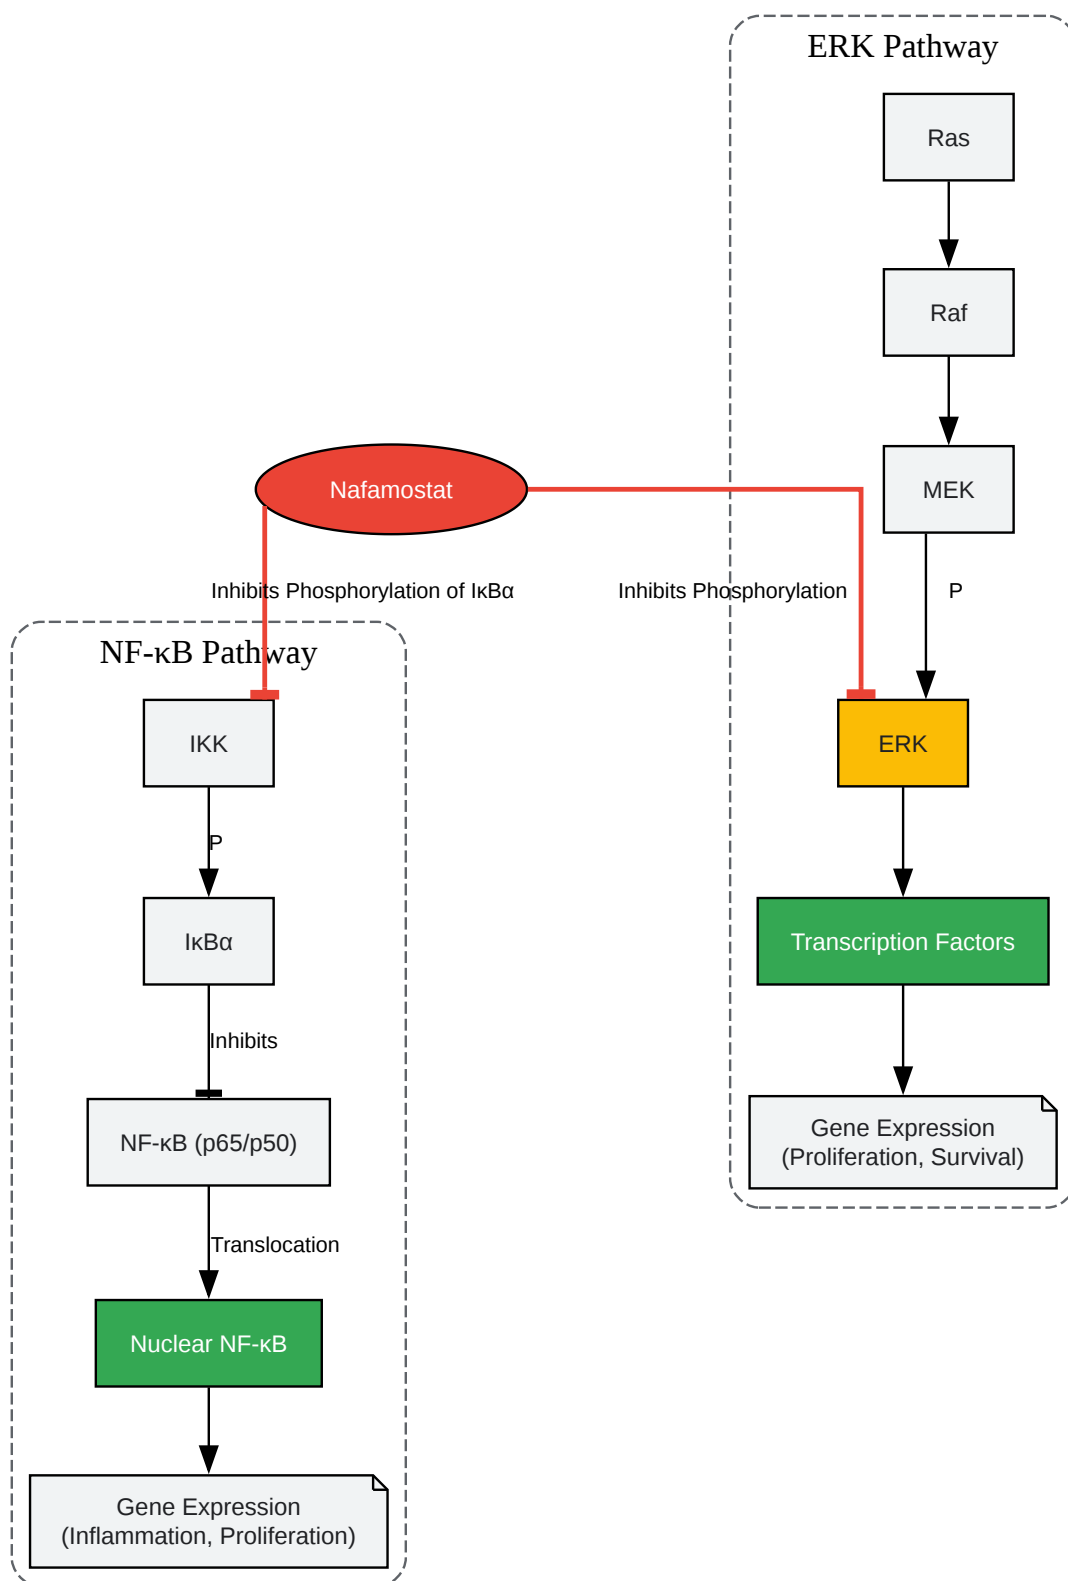 ERK Pathway
Ras
Raf
Nafamostat
MEK
Inhibits Phosphorylation of IκBα
Inhibits Phosphorylation
P
NF-κB Pathway
IKK
ERK
P
IκBα
Transcription Factors
Inhibits
NF-κB (p65/p50)
Gene Expression
(Proliferation, Survival)
Translocation
Nuclear NF-κB
Gene Expression
(Inflammation, Proliferation)